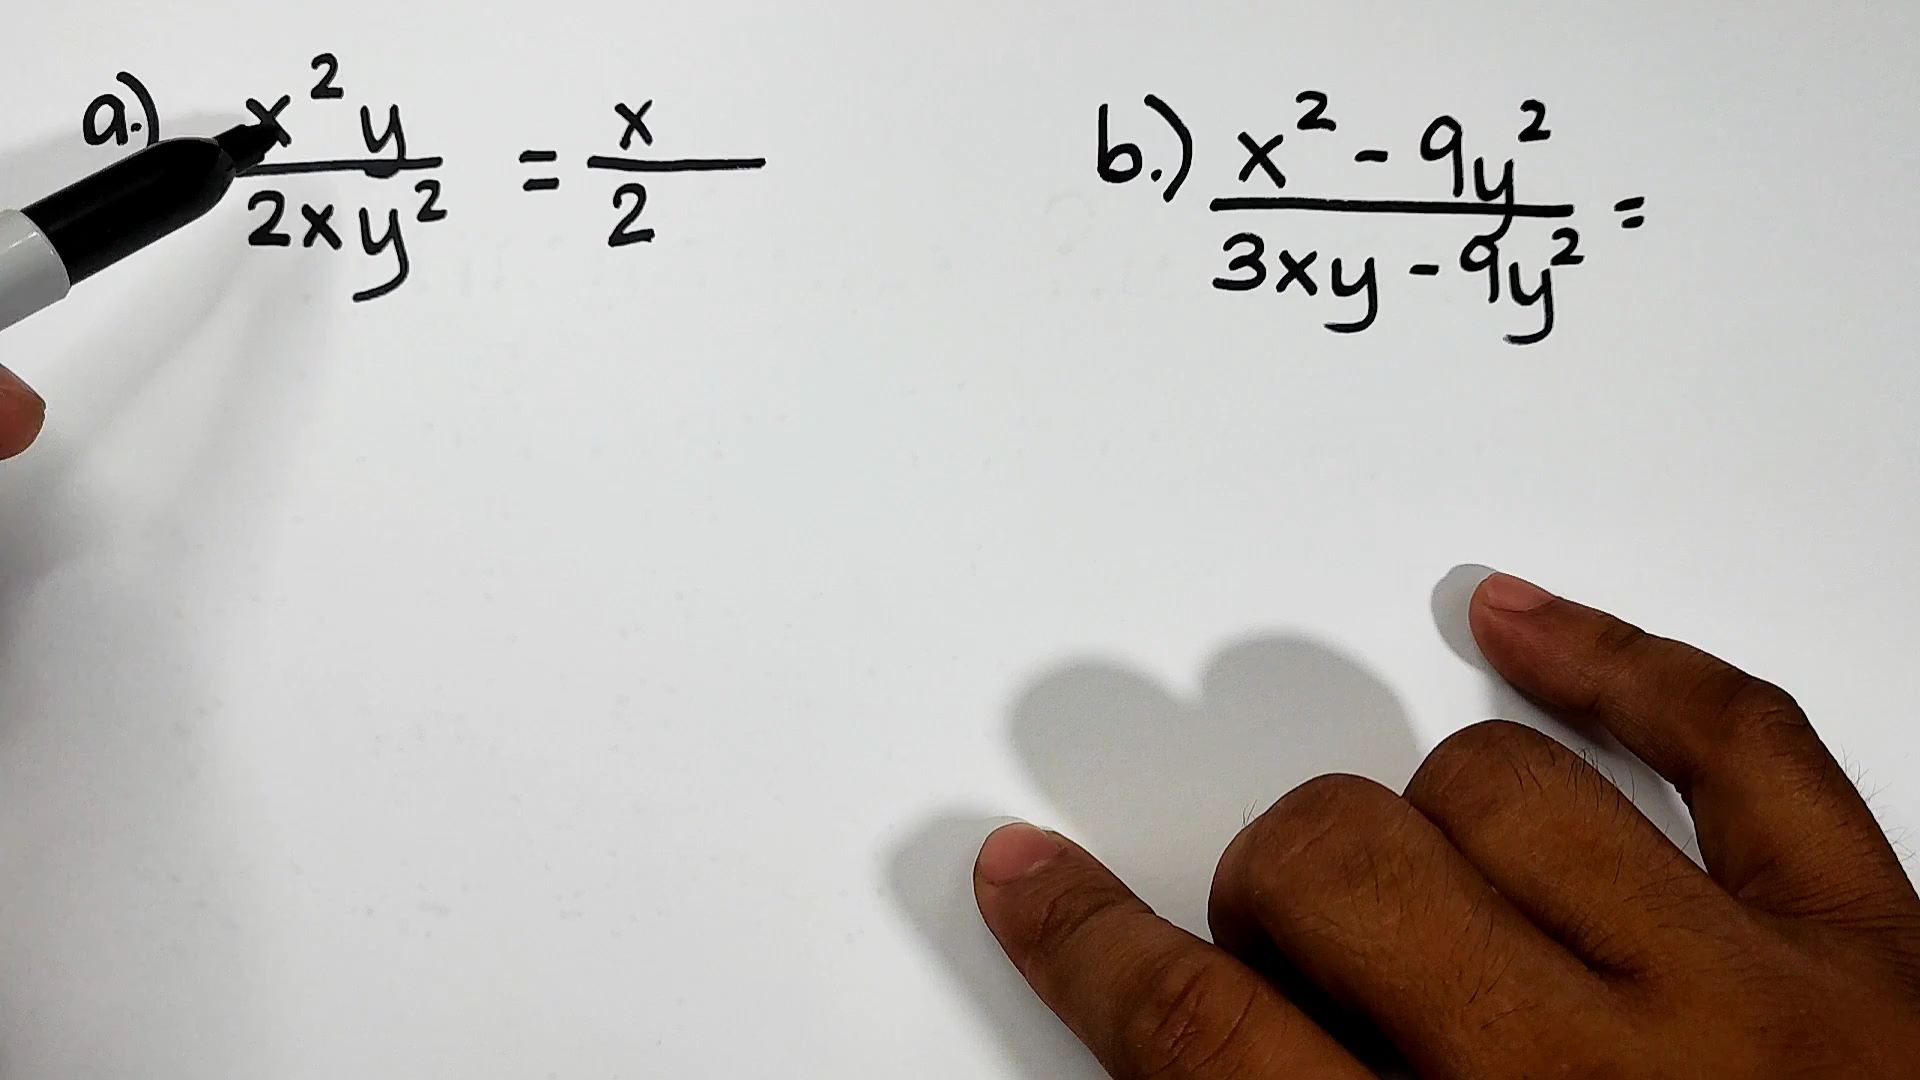 a.) x²y / 2xy² = x / 2
b.) x² - 9y² / 3xy - 9y² =